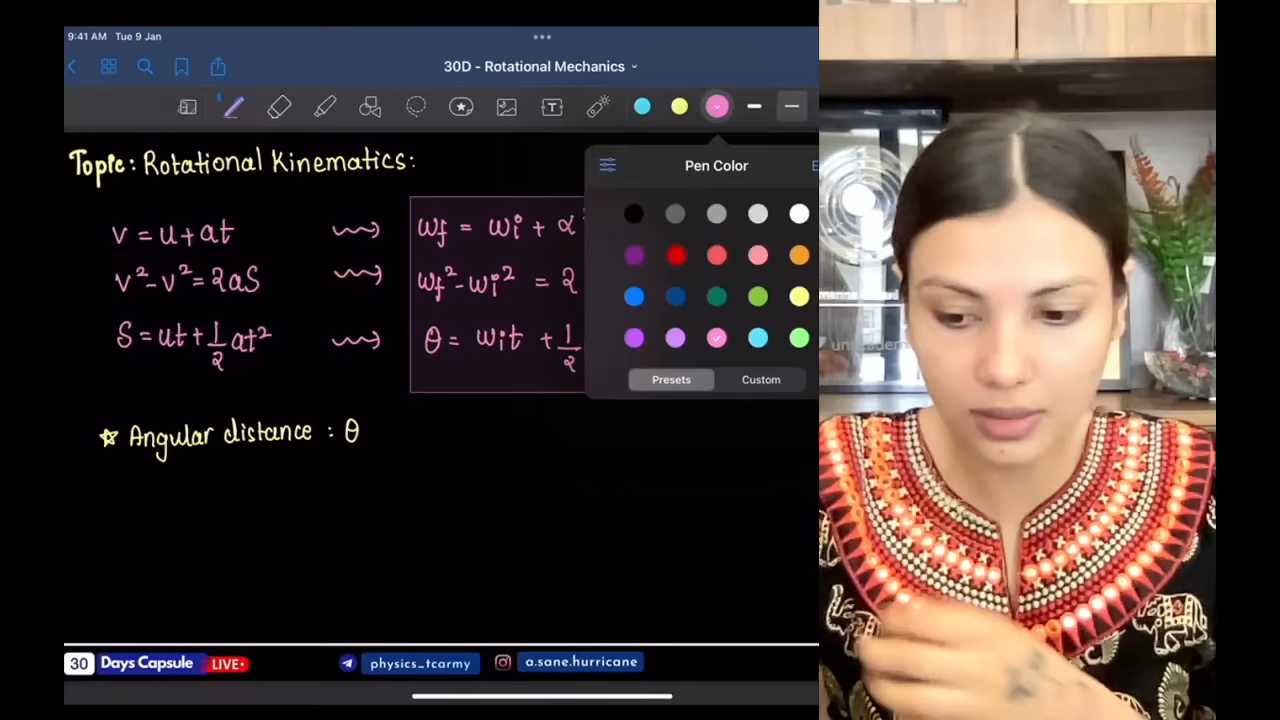 9:41 AM Tue 9 Jan
30D - Rotational Mechanics
T
Topic: Rotational Kinematics:
Pen Color
E
v = u + at
ωf = ωi + α
v² - v² = 2aS
ωf² - ωi² = 2
S = ut + 1/2 at²
θ = ωit + 1/2
Presets
Custom
☆ Angular distance : θ
30 Days Capsule LIVE
physics_tcarmy
a.sane.hurricane